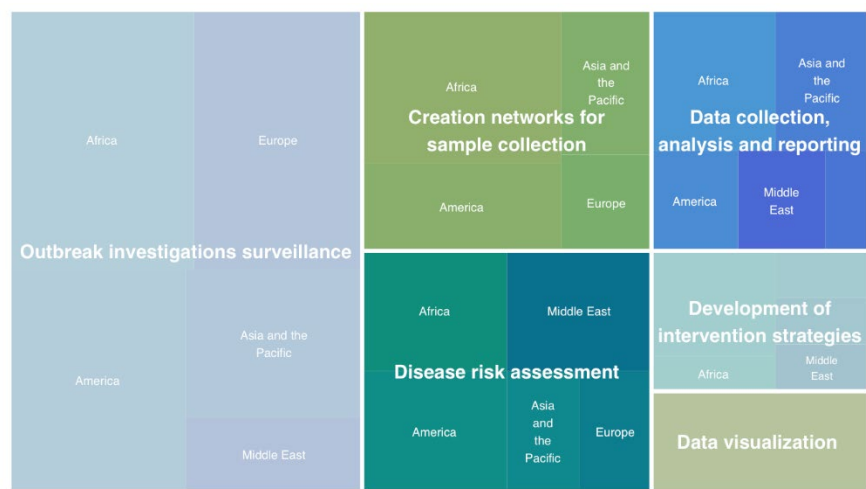 Africa
Europe
Outbreak investigations surveillance
Asia and the
Pacific
America
Middle East
Africa
Asia and
the
Pacific
Creation networks for
sample collection
America
Europe
Africa
Asia and
the
Pacific
Data collection,
analysis and reporting
America
Middle
East
Africa
Middle East
Disease risk assessment
America
Asia
and
the
Pacific
Europe
Development of
intervention strategies
Africa
Middle
East
Data visualization